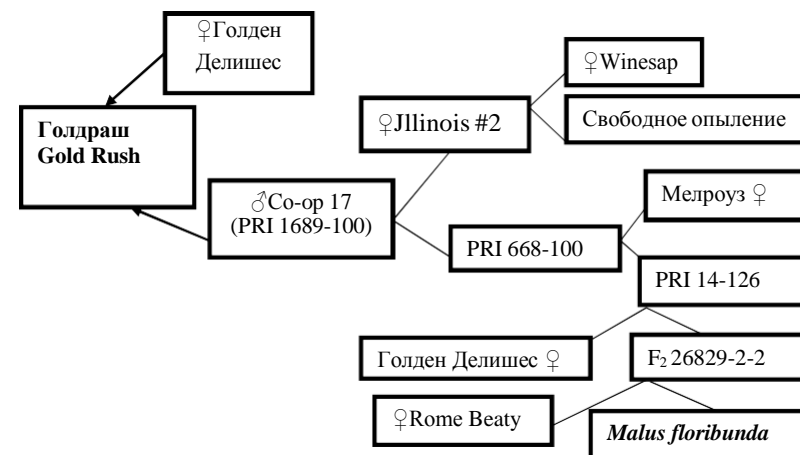 ♀Голден
Делишес
Голдраш
Gold Rush
♀Jllinois #2
♀Winesap
Свободное опыление
♂Co-op 17
(PRI 1689-100)
PRI 668-100
Мелроуз ♀
PRI 14-126
Голден Делишес ♀
F₂ 26829-2-2
♀Rome Beaty
Malus floribunda